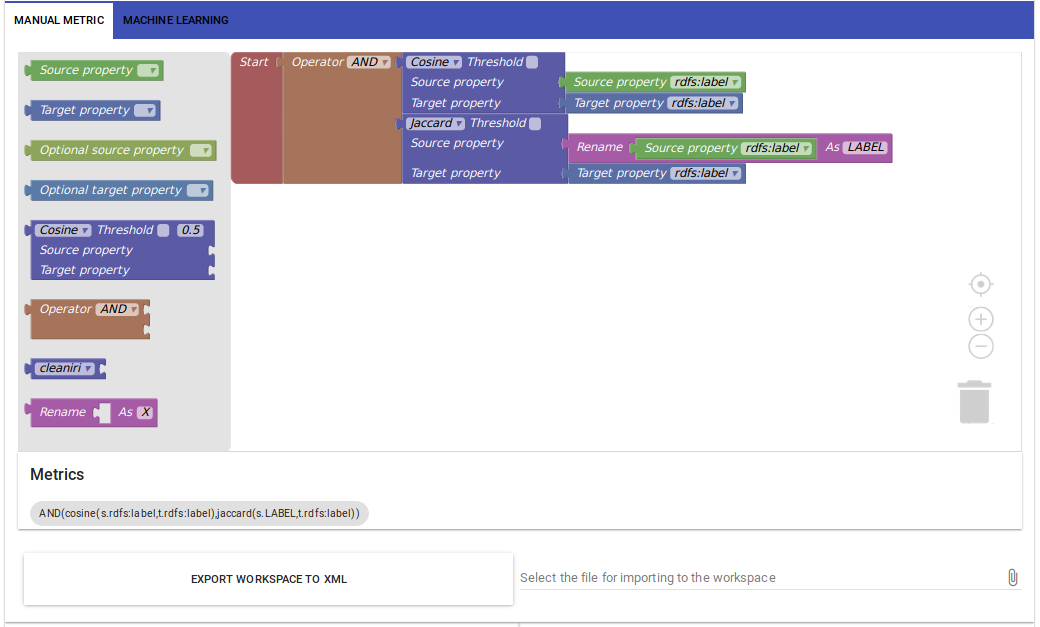 MANUAL METRIC MACHINE LEARNING
Source property
Target property
Optional source property
Optional target property
Cosine Threshold 0.5
Source property
Target property
Operator AND
cleaniri
Rename As X
Start Operator AND Cosine Threshold
Source property Source property rdfs:label
Target property Target property rdfs:label
Jaccard Threshold
Source property Rename Source property rdfs:label As LABEL
Target property Target property rdfs:label
Metrics
AND(cosine(s.rdfs:label,t.rdfs:label),jaccard(s.LABEL,t.rdfs:label))
EXPORT WORKSPACE TO XML Select the file for importing to the workspace